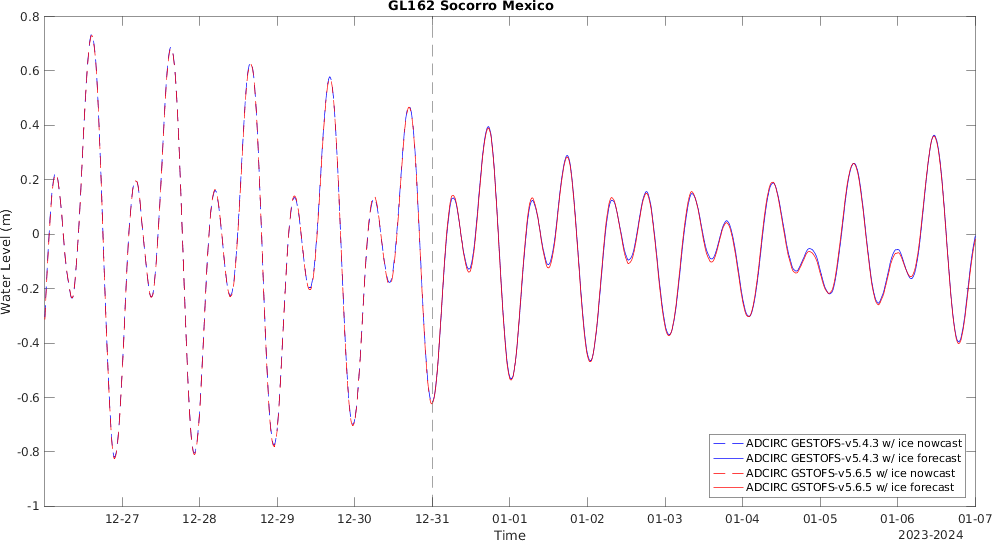 GL162 Socorro Mexico
0.8
0.6
0.4
0.2
0
-0.2
-0.4
-0.6
-0.8
-1
Water Level (m)
12-27 12-28 12-29 12-30 12-31 01-01 01-02 01-03 01-04 01-05 01-06 01-07
Time
2023-2024
ADCIRC GESTOFS-v5.4.3 w/ ice nowcast
ADCIRC GESTOFS-v5.4.3 w/ ice forecast
ADCIRC GSTOFS-v5.6.5 w/ ice nowcast
ADCIRC GSTOFS-v5.6.5 w/ ice forecast